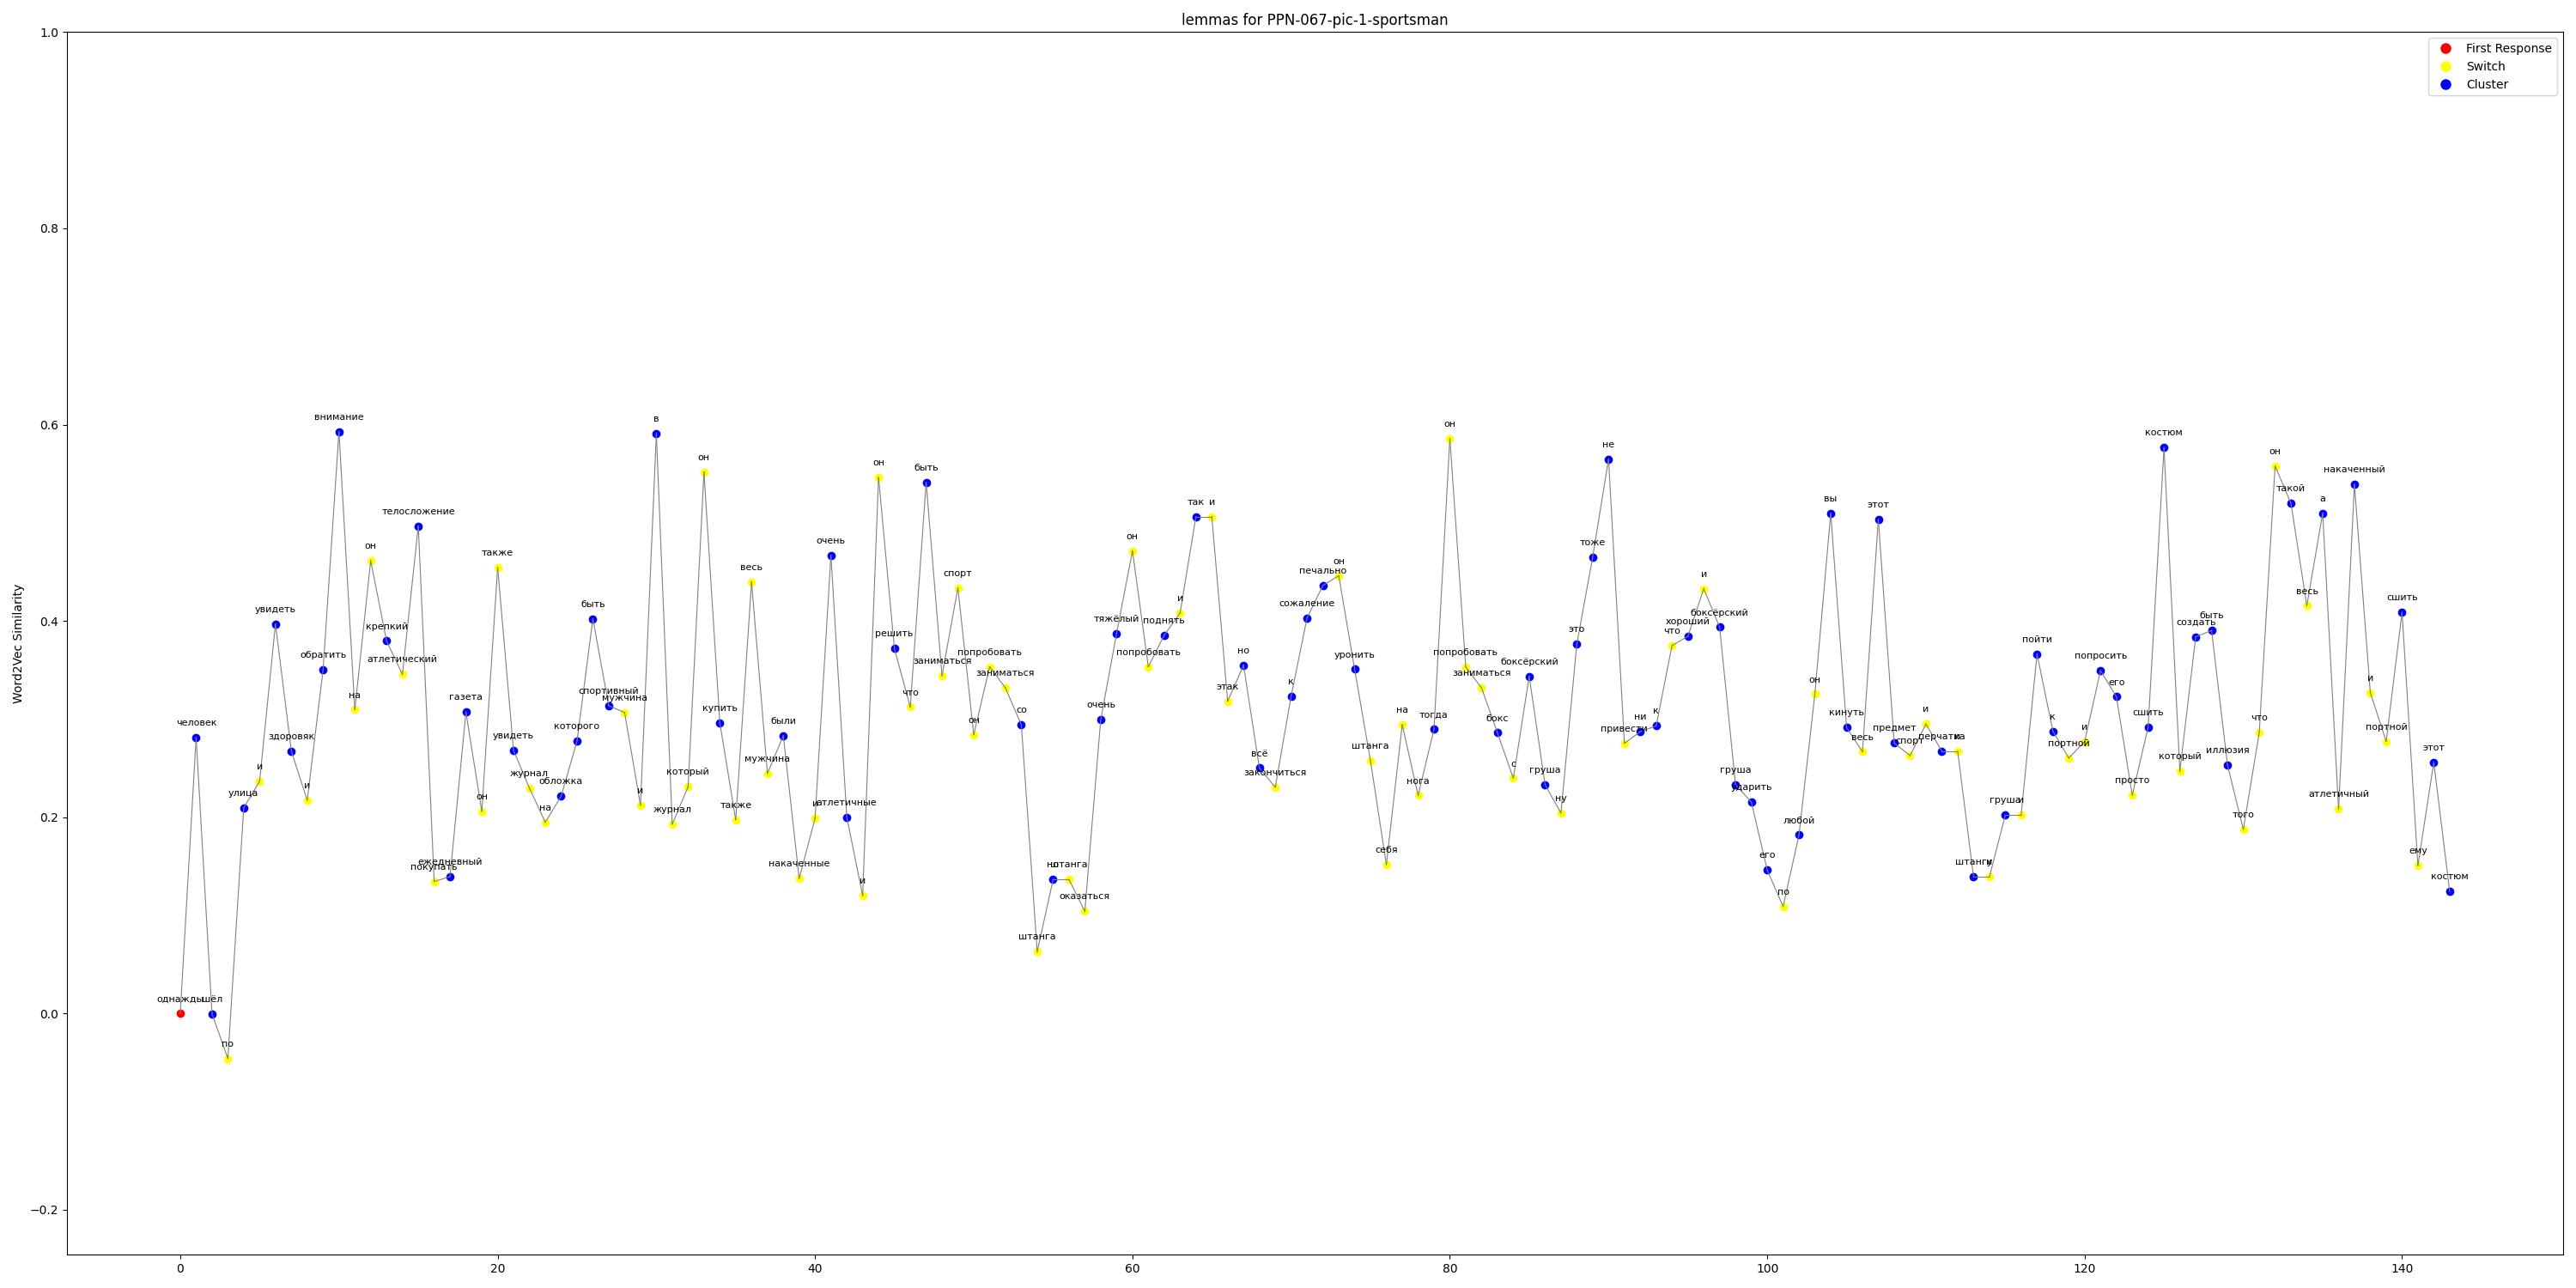 lemmas for PPN-067-pic-1-sportsman
First Response
Switch
Cluster
Word2Vec Similarity
1.0
0.8
0.6
0.4
0.2
0.0
−0.2
0
20
40
60
80
100
120
140
однажды
человек
шёл
по
улица
и
увидеть
здоровяк
и
обратить
внимание
на
он
крепкий
атлетический
телосложение
покупать
ежедневный
газета
он
также
увидеть
журнал
на
обложка
которого
быть
спортивный
мужчина
и
в
журнал
который
он
купить
также
весь
мужчина
были
накаченные
и
очень
атлетичные
и
он
решить
что
быть
заниматься
спорт
он
попробовать
заниматься
со
штанга
но
штанга
оказаться
очень
тяжёлый
он
попробовать
поднять
и
так
и
этак
но
всё
закончиться
к
сожаление
печально
он
уронить
штанга
себя
на
нога
тогда
он
попробовать
заниматься
бокс
с
боксёрский
груша
ну
это
тоже
не
привести
ни
к
что
хороший
и
боксёрский
груша
ударить
его
по
любой
он
вы
кинуть
весь
этот
предмет
спорт
и
перчатка
и
штанги
и
груша
и
пойти
к
портной
и
попросить
его
просто
сшить
костюм
который
создать
быть
иллюзия
того
что
он
такой
весь
а
атлетичный
накаченный
и
портной
сшить
ему
этот
костюм